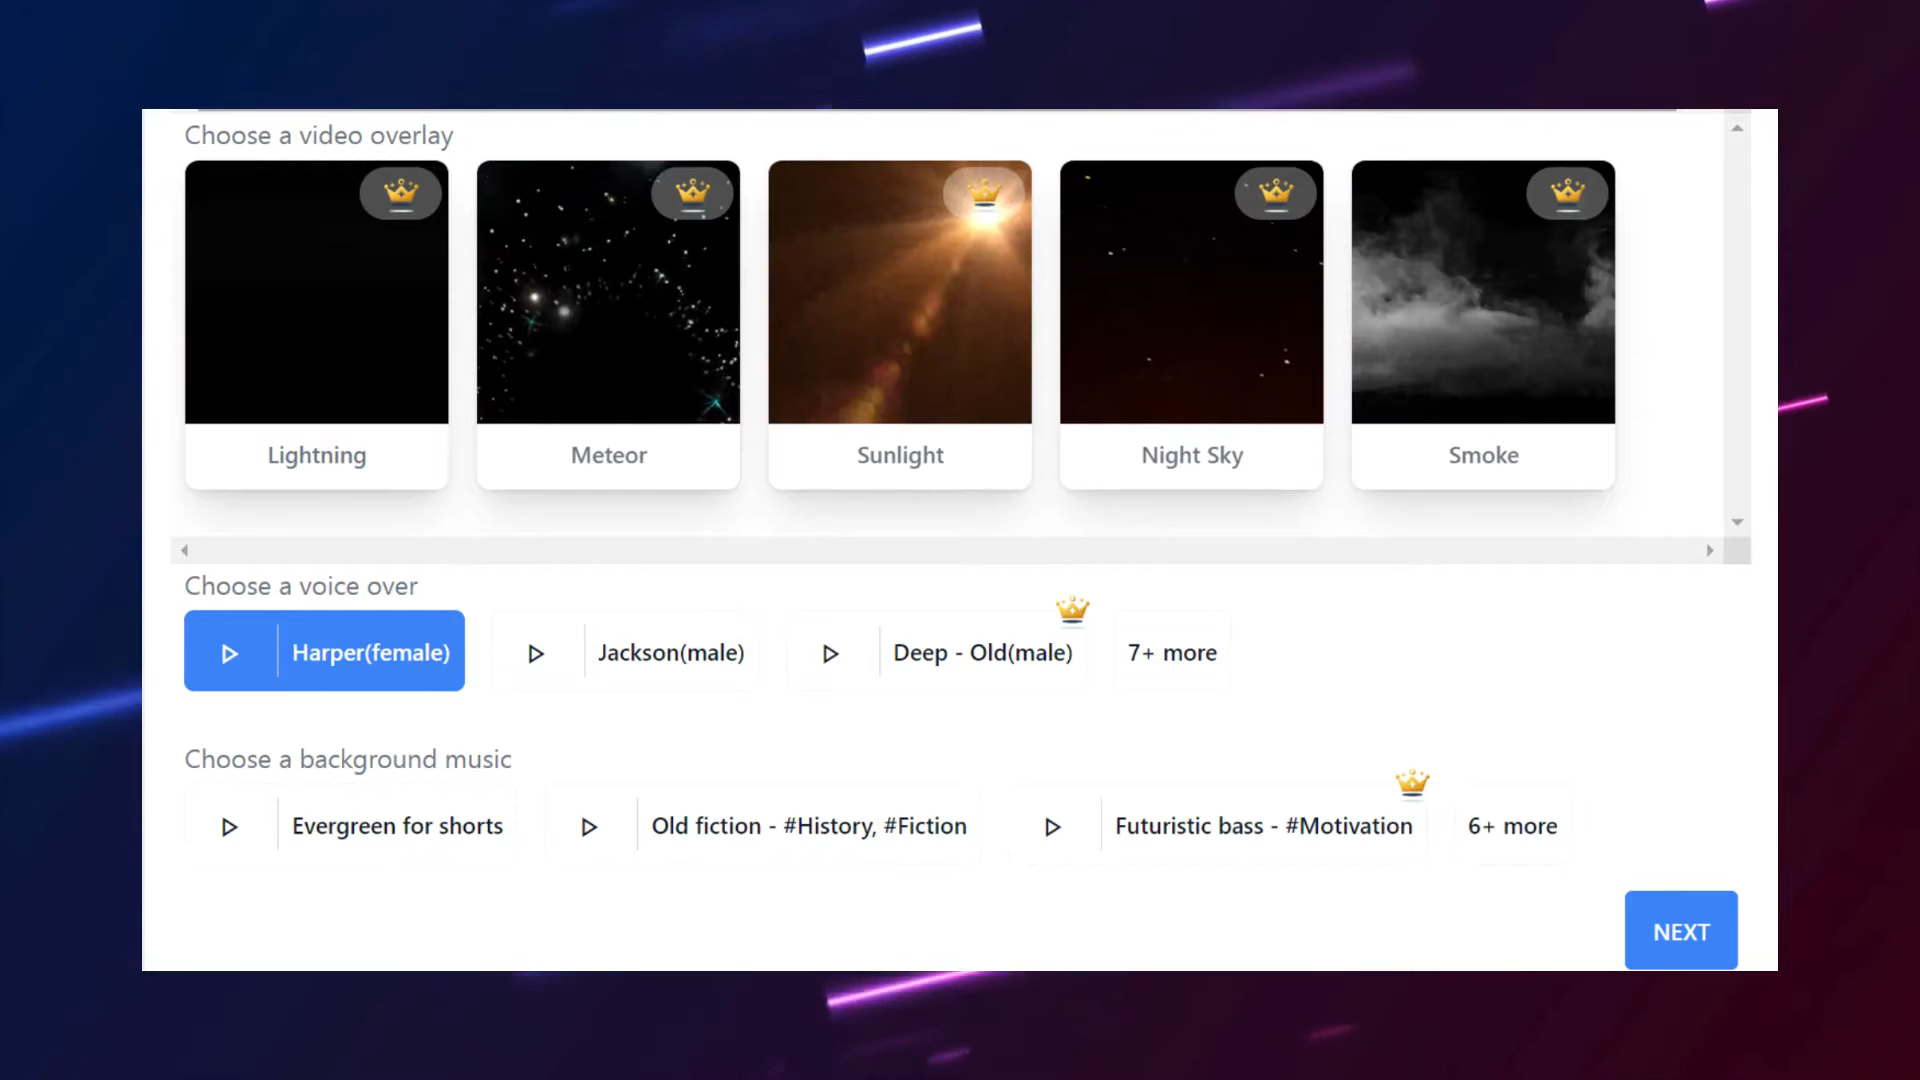 Choose a video overlay
Lightning
Meteor
Sunlight
Night Sky
Smoke
Choose a voice over
Harper(female)
Jackson(male)
Deep - Old(male)
7+ more
Choose a background music
Evergreen for shorts
Old fiction - #History, #Fiction
Futuristic bass - #Motivation
6+ more
NEXT